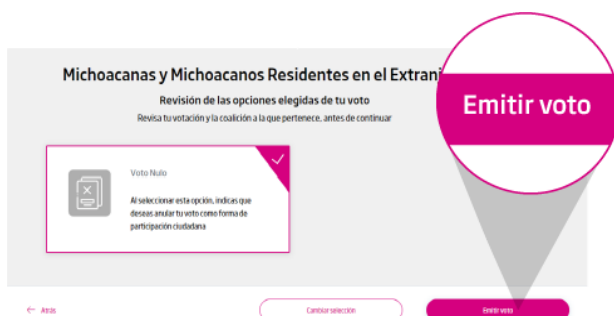 Michoacanas y Michoacanos Residentes en el Extranj
Revisión de las opciones elegidas de tu voto
Revisa tu votación y la coalición a la que pertenece, antes de continuar
Emitir voto
Voto Nulo
Al seleccionar esta opción, indicas que
deseas anular tu voto como forma de
participación ciudadana
← Atrás
Cambiar selección
Emitir voto